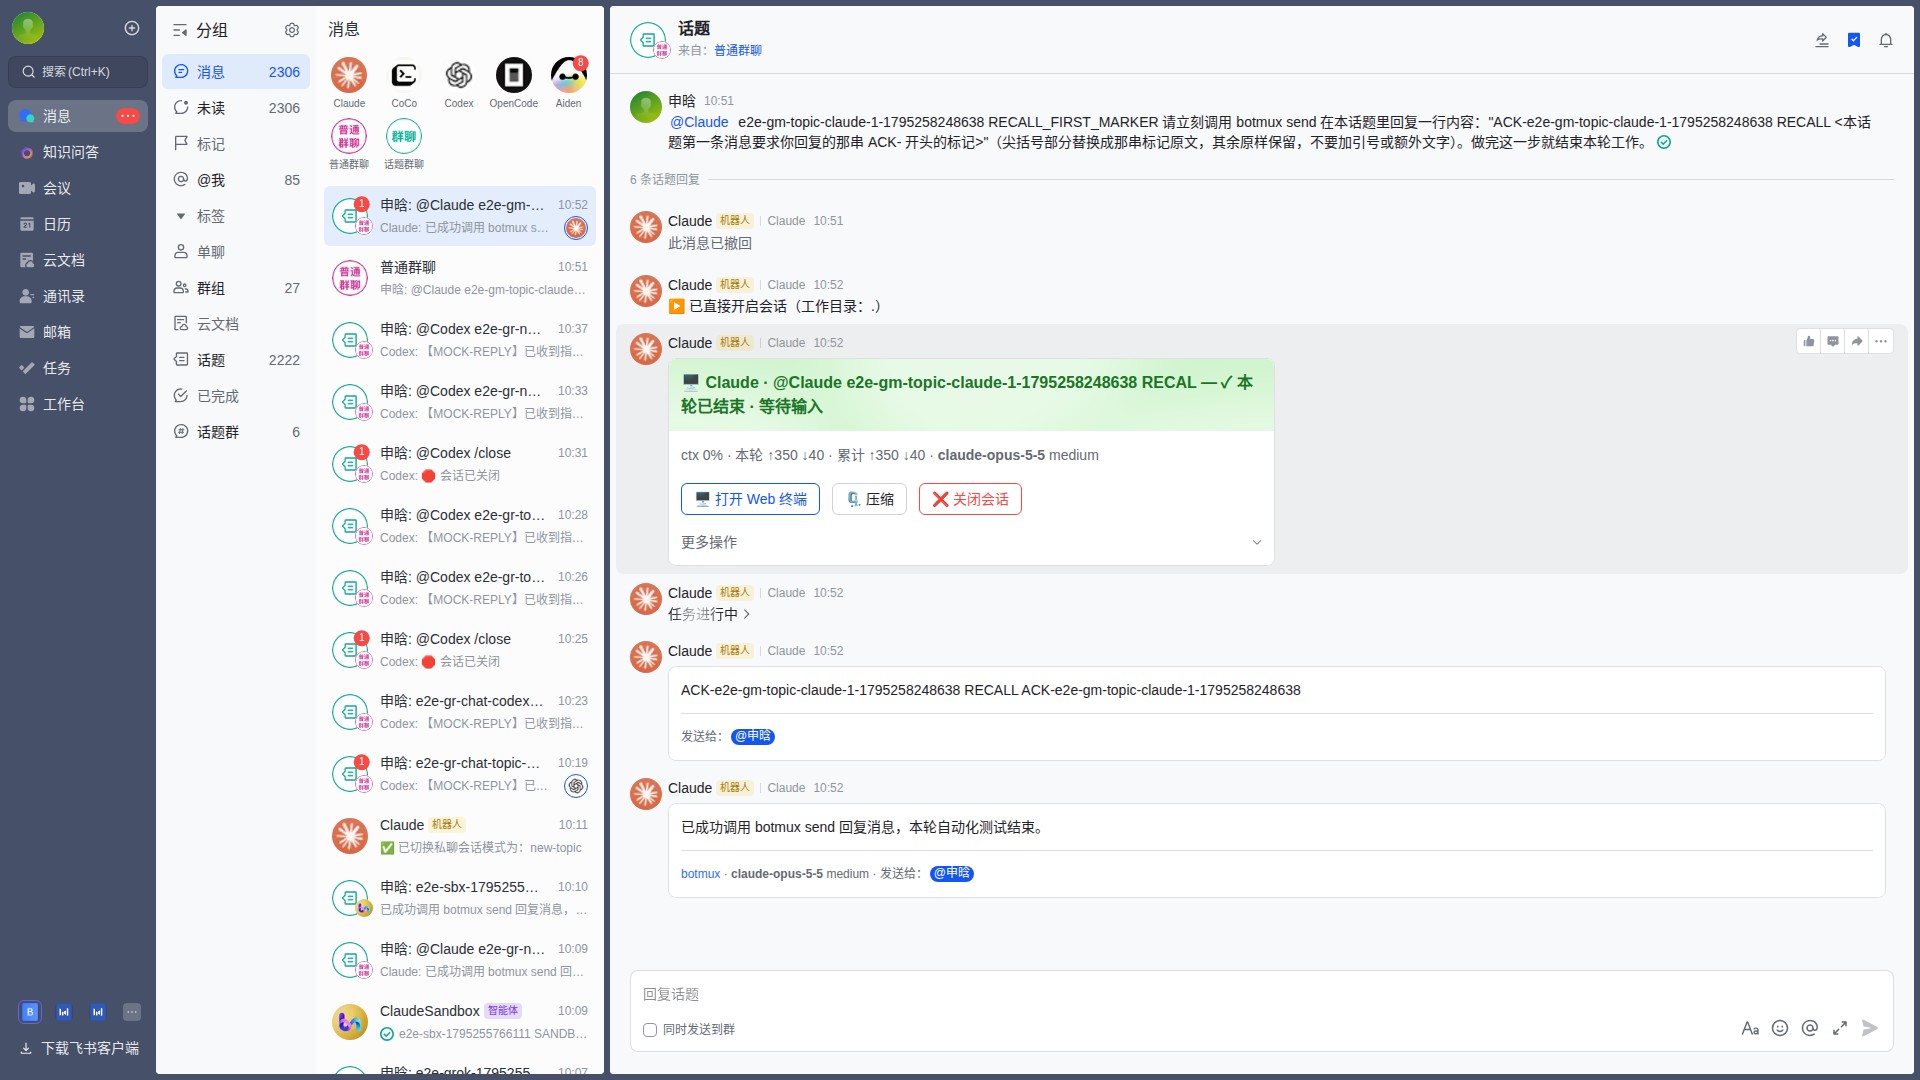 搜索 (Ctrl+K)
消息
知识问答
会议
日历
云文档
通讯录
邮箱
任务
工作台
下载飞书客户端
分组
消息 2306
未读 2306
标记
@我 85
标签
单聊
群组 27
云文档
话题 2222
已完成
话题群 6
消息
8
Claude CoCo Codex OpenCode Aiden
普通群聊 群聊
普通群聊 话题群聊
1 申晗: @Claude e2e-gm-... 10:52
Claude: 已成功调用 botmux s...
普通群聊 10:51
申晗: @Claude e2e-gm-topic-claude...
申晗: @Codex e2e-gr-n... 10:37
Codex: 【MOCK-REPLY】已收到指...
申晗: @Codex e2e-gr-n... 10:33
Codex: 【MOCK-REPLY】已收到指...
1 申晗: @Codex /close 10:31
Codex: 🛑 会话已关闭
申晗: @Codex e2e-gr-to... 10:28
Codex: 【MOCK-REPLY】已收到指...
申晗: @Codex e2e-gr-to... 10:26
Codex: 【MOCK-REPLY】已收到指...
1 申晗: @Codex /close 10:25
Codex: 🛑 会话已关闭
申晗: e2e-gr-chat-codex... 10:23
Codex: 【MOCK-REPLY】已收到指...
1 申晗: e2e-gr-chat-topic-... 10:19
Codex: 【MOCK-REPLY】已...
Claude 机器人 10:11
✅ 已切换私聊会话模式为：new-topic
申晗: e2e-sbx-1795255... 10:10
已成功调用 botmux send 回复消息，...
申晗: @Claude e2e-gr-n... 10:09
Claude: 已成功调用 botmux send 回...
ClaudeSandbox 智能体 10:09
e2e-sbx-1795255766111 SANDB...
申晗: e2e-grok-1795255... 10:07
话题
来自：普通群聊
申晗 10:51
@Claude e2e-gm-topic-claude-1-1795258248638 RECALL_FIRST_MARKER 请立刻调用 botmux send 在本话题里回复一行内容："ACK-e2e-gm-topic-claude-1-1795258248638 RECALL <本话
题第一条消息要求你回复的那串 ACK- 开头的标记>"（尖括号部分替换成那串标记原文，其余原样保留，不要加引号或额外文字）。做完这一步就结束本轮工作。
6 条话题回复
Claude 机器人 Claude 10:51
此消息已撤回
Claude 机器人 Claude 10:52
▶️ 已直接开启会话（工作目录：.）
Claude 机器人 Claude 10:52
🖥️ Claude · @Claude e2e-gm-topic-claude-1-1795258248638 RECAL — ✓ 本
轮已结束 · 等待输入
ctx 0% · 本轮 ↑350 ↓40 · 累计 ↑350 ↓40 · claude-opus-5-5 medium
🖥️ 打开 Web 终端 🗜️ 压缩 ❌ 关闭会话
更多操作
Claude 机器人 Claude 10:52
任务进行中
Claude 机器人 Claude 10:52
ACK-e2e-gm-topic-claude-1-1795258248638 RECALL ACK-e2e-gm-topic-claude-1-1795258248638
发送给：@申晗
Claude 机器人 Claude 10:52
已成功调用 botmux send 回复消息，本轮自动化测试结束。
botmux · claude-opus-5-5 medium · 发送给：@申晗
回复话题
同时发送到群